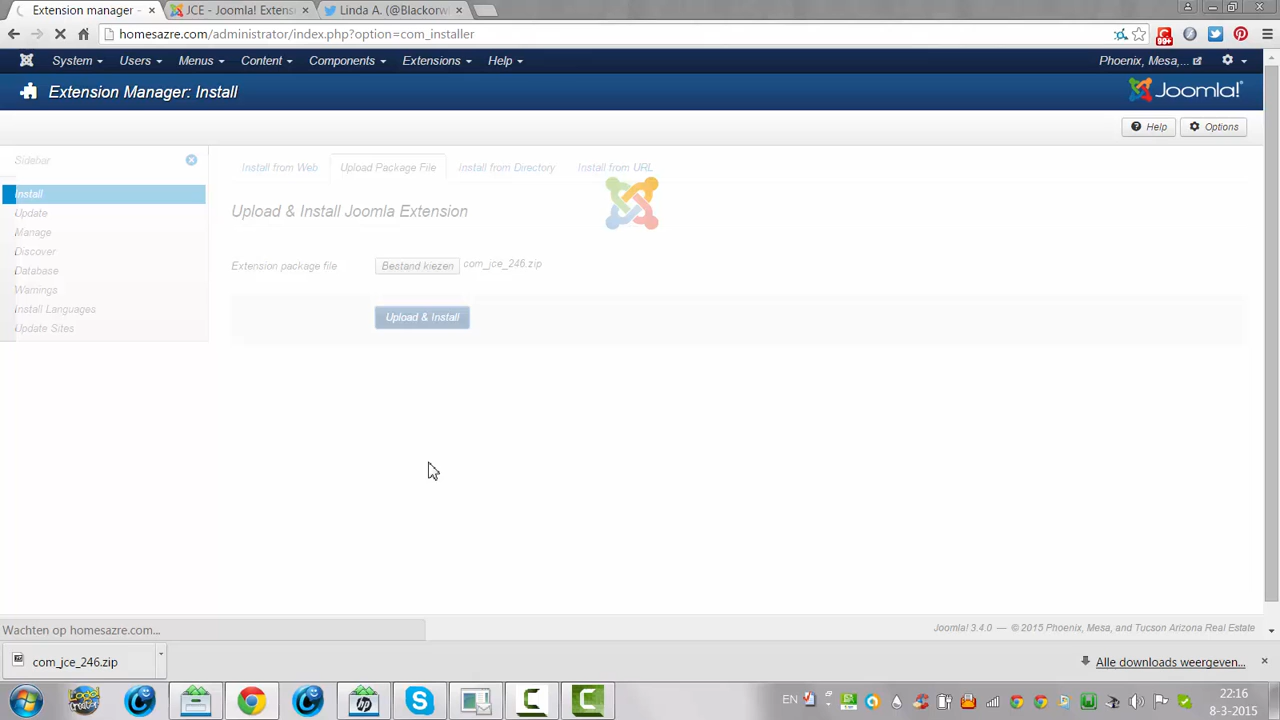 Extension manager -
JCE - Joomla! Extensi
Linda A. (@Blackorw
homesazre.com/administrator/index.php?option=com_installer
99+
System Users Menus Content Components Extensions Help
Phoenix, Mesa,...
Extension Manager: Install
Joomla!®
Help Options
Sidebar
Install from Web Upload Package File Install from Directory Install from URL
Install
Update
Manage
Discover
Database
Warnings
Install Languages
Update Sites
Upload & Install Joomla Extension
Extension package file Bestand kiezen com_jce_246.zip
Upload & Install
Wachten op homesazre.com...
Joomla! 3.4.0 — © 2015 Phoenix, Mesa, and Tucson Arizona Real Estate
com_jce_246.zip
Alle downloads weergeven...
EN
22:16
8-3-2015